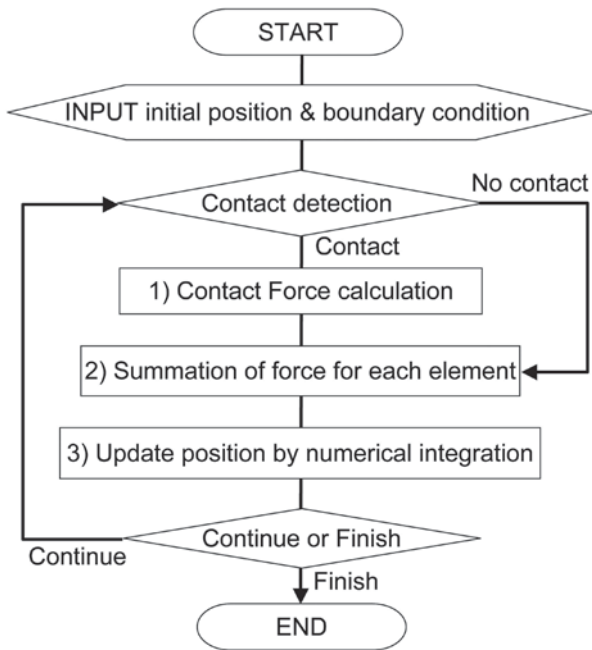 START
INPUT initial position & boundary condition
Contact detection
No contact
Contact
1) Contact Force calculation
2) Summation of force for each element
3) Update position by numerical integration
Continue or Finish
Continue
Finish
END